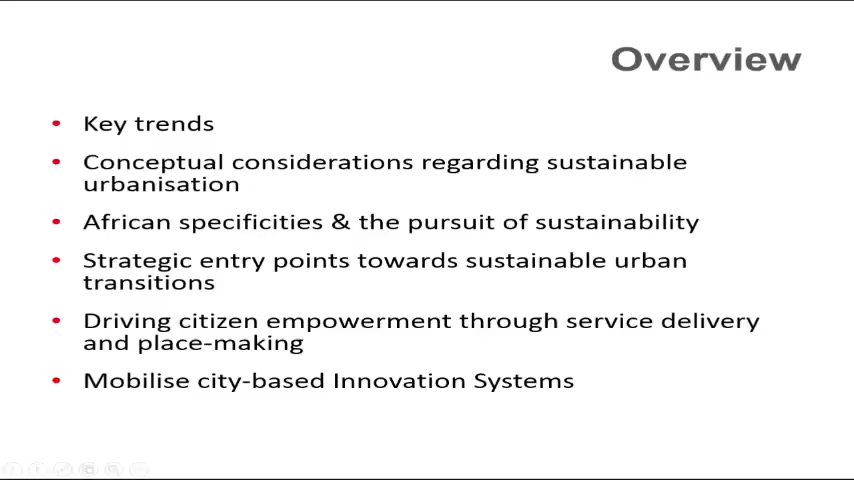 Overview
• Key trends
• Conceptual considerations regarding sustainable
urbanisation
• African specificities & the pursuit of sustainability
• Strategic entry points towards sustainable urban
transitions
• Driving citizen empowerment through service delivery
and place-making
• Mobilise city-based Innovation Systems